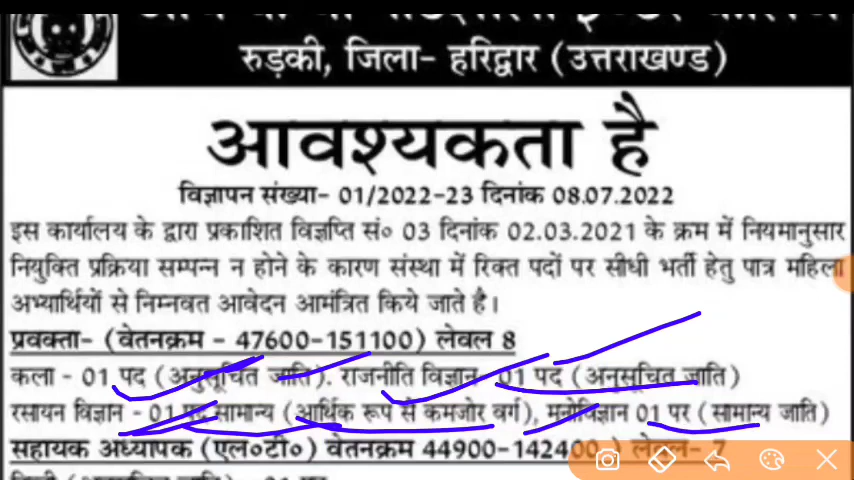 रुड़की, जिला- हरिद्वार (उत्तराखण्ड)
आवश्यकता है
विज्ञापन संख्या- 01/2022-23 दिनांक 08.07.2022
इस कार्यालय के द्वारा प्रकाशित विज्ञप्ति सं० 03 दिनांक 02.03.2021 के क्रम में नियमानुसार
नियुक्ति प्रक्रिया सम्पन्न न होने के कारण संस्था में रिक्त पदों पर सीधी भर्ती हेतु पात्र महिला
अभ्यार्थियों से निम्नवत आवेदन आमंत्रित किये जाते है।
प्रवक्ता- (वेतनक्रम - 47600-151100) लेवल 8
कला - 01 पद (अनुसूचित जाति). राजनीति विज्ञान- 01 पद (अनुसूचित जाति)
रसायन विज्ञान - 01 पद सामान्य (आर्थिक रूप से कमजोर वर्ग), मनोविज्ञान 01 पर (सामान्य जाति)
सहायक अध्यापक (एल०टी०) वेतनक्रम 44900-142400 ) लेवल- 7